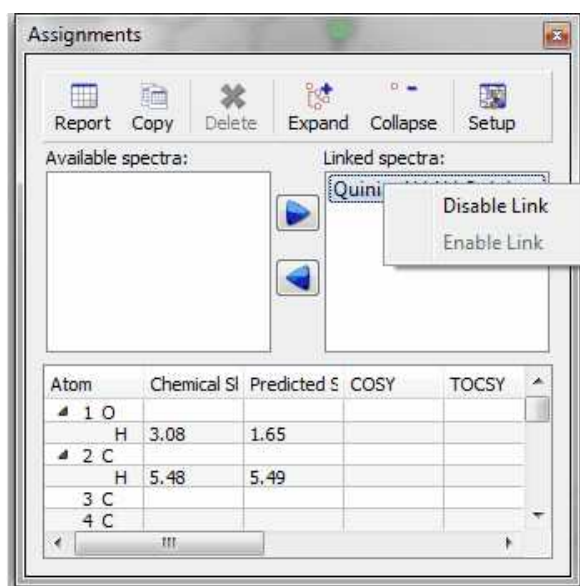 Assignments
Report Copy Delete Expand Collapse Setup
Available spectra: Linked spectra:
Disable Link
Enable Link
Atom Chemical Predicted COSY TOCSY
1 O
H 3.08 1.65
2 C
H 5.48 5.49
3 C
4 C